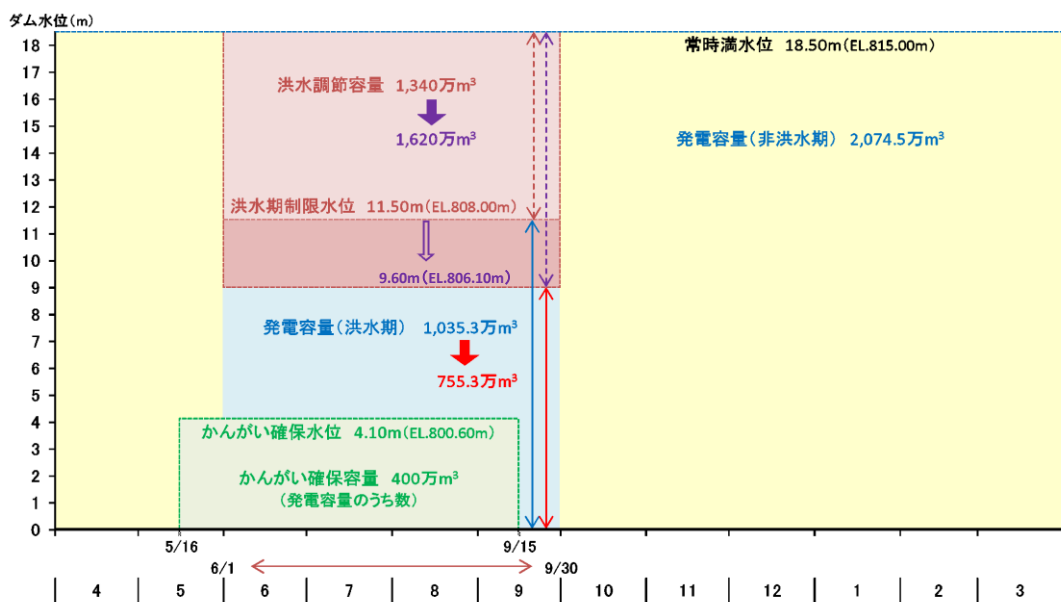 ダム水位(m)
18
17
16
15
14
13
12
11
10
9
8
7
6
5
4
3
2
1
0
常時満水位 18.50m(EL.815.00m)
洪水調節容量 1,340万m³
1,620万m³
発電容量(非洪水期) 2,074.5万m³
洪水期制限水位 11.50m(EL.808.00m)
9.60m(EL.806.10m)
発電容量(洪水期) 1,035.3万m³
755.3万m³
かんがい確保水位 4.10m(EL.800.60m)
かんがい確保容量 400万m³
(発電容量のうち数)
5/16
9/15
6/1
9/30
4 5 6 7 8 9 10 11 12 1 2 3